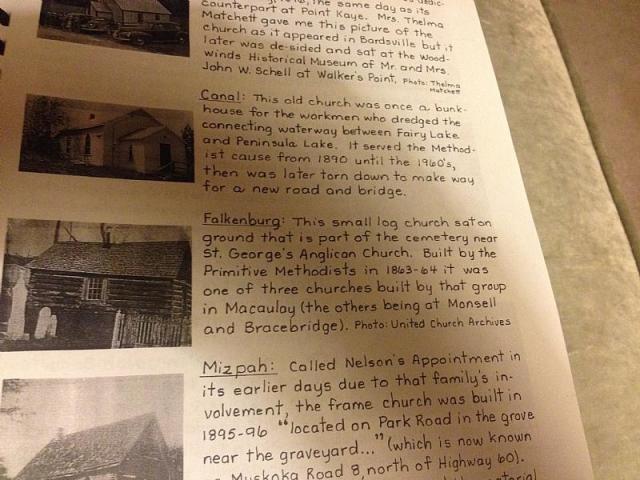 the same day as its
counterpart at Point Kaye. Mrs. Thelma
Matchett gave me this picture of the
church as it appeared in Bardsville but it
later was de-sided and sat at the Wood-
winds Historical Museum of Mr. and Mrs.
John W. Schell at Walker's Point. Photo: Thelma
Matchett
Canal: This old church was once a bunk-
house for the workmen who dredged the
connecting waterway between Fairy Lake
and Peninsula Lake. It served the Method-
ist cause from 1890 until the 1960's,
then was later torn down to make way
for a new road and bridge.
Falkenburg: This small log church sat on
ground that is part of the cemetery near
St. George's Anglican Church. Built by the
Primitive Methodists in 1863-64 it was
one of three churches built by that group
in Macaulay (the others being at Monsell
and Bracebridge). Photo: United Church Archives
Mizpah: Called Nelson's Appointment in
its earlier days due to that family's in-
volvement, the frame church was built in
1895-96 "located on Park Road in the grove
near the graveyard..." (which is now known
Muskoka Road 8, north of Highway 60).